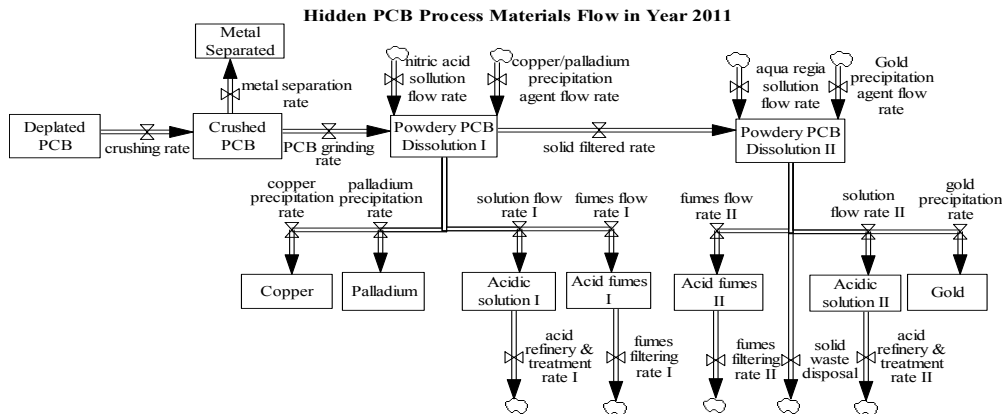 Hidden PCB Process Materials Flow in Year 2011
Metal
Separated
metal separation
rate
nitric acid
sollution
flow rate
copper/palladium
precipitation
agent flow rate
aqua regia
sollution
flow rate
Gold
precipitation
agent flow
rate
Deplated
PCB
crushing rate
Crushed
PCB
PCB grinding
rate
Powdery PCB
Dissolution I
solid filtered rate
Powdery PCB
Dissolution II
copper
precipitation
rate
palladium
precipitation
rate
solution flow
rate I
fumes flow
rate I
fumes flow
rate II
solution
flow rate II
gold
precipitation
rate
Copper
Palladium
Acidic
solution I
Acid fumes
I
Acid fumes
II
Acidic
solution II
Gold
acid
refinery &
treatment
rate I
fumes
filtering
rate I
fumes
filtering
rate II
solid
waste
disposal
acid
refinery &
treatment
rate II